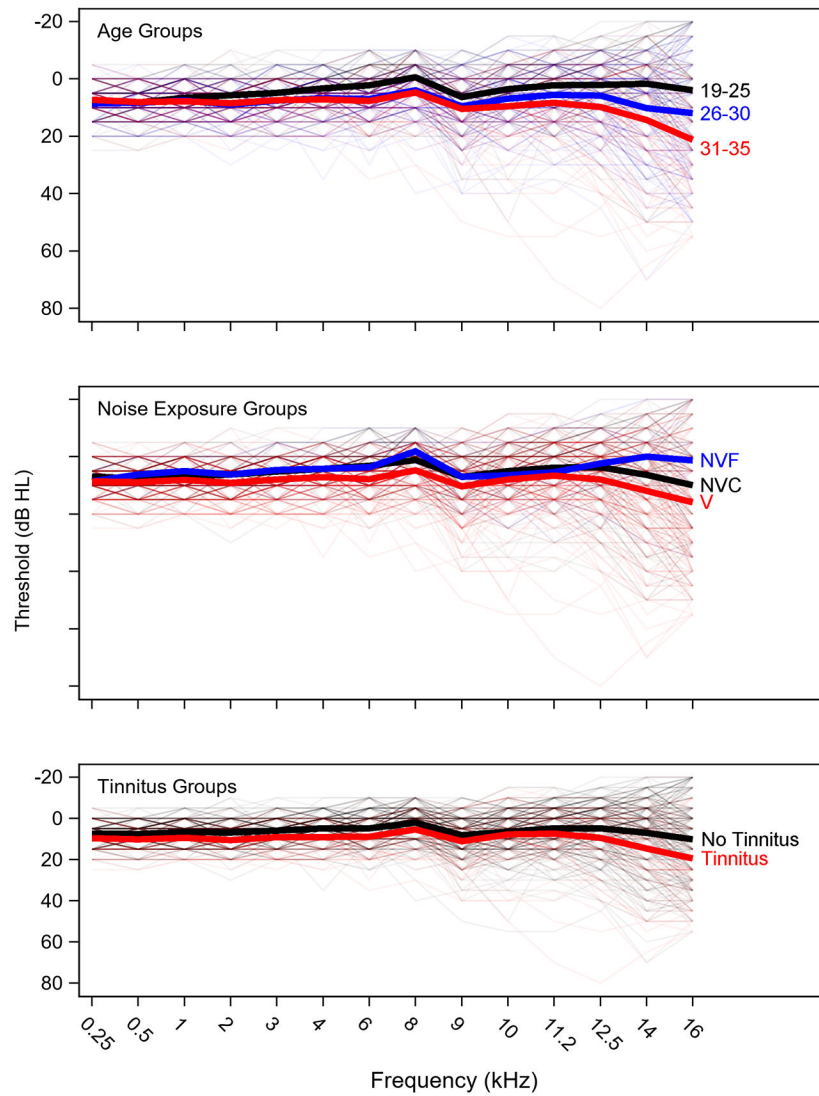 Age Groups
-20
0
20
40
60
80
19-25
26-30
31-35
Noise Exposure Groups
Threshold (dB HL)
NVF
NVC
V
Tinnitus Groups
-20
0
20
40
60
80
No Tinnitus
Tinnitus
0.25 0.5 1 2 3 4 6 8 9 10 11.2 12.5 14 16
Frequency (kHz)